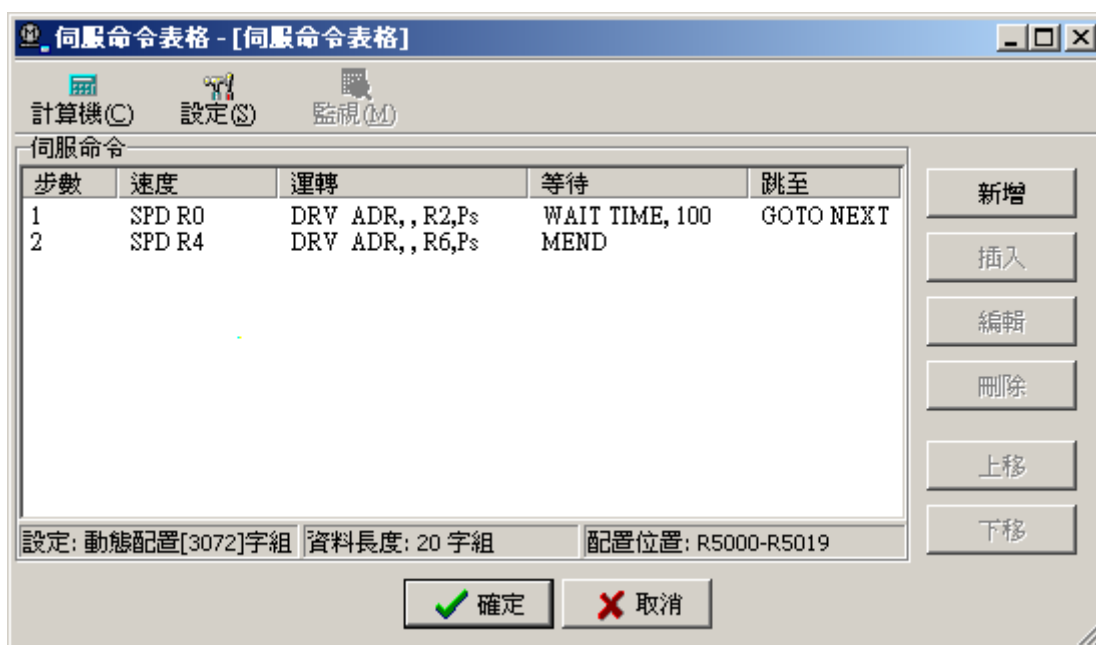 伺服命令表格 - [伺服命令表格]
計算機(C) 設定(S) 監視(M)
伺服命令
步數 速度 運轉 等待 跳至
1 SPD R0 DRV ADR, , R2,Ps WAIT TIME, 100 GOTO NEXT
2 SPD R4 DRV ADR, , R6,Ps MEND
新增
插入
編輯
刪除
上移
下移
設定: 動態配置[3072]字組 資料長度: 20 字組 配置位置: R5000-R5019
確定 取消